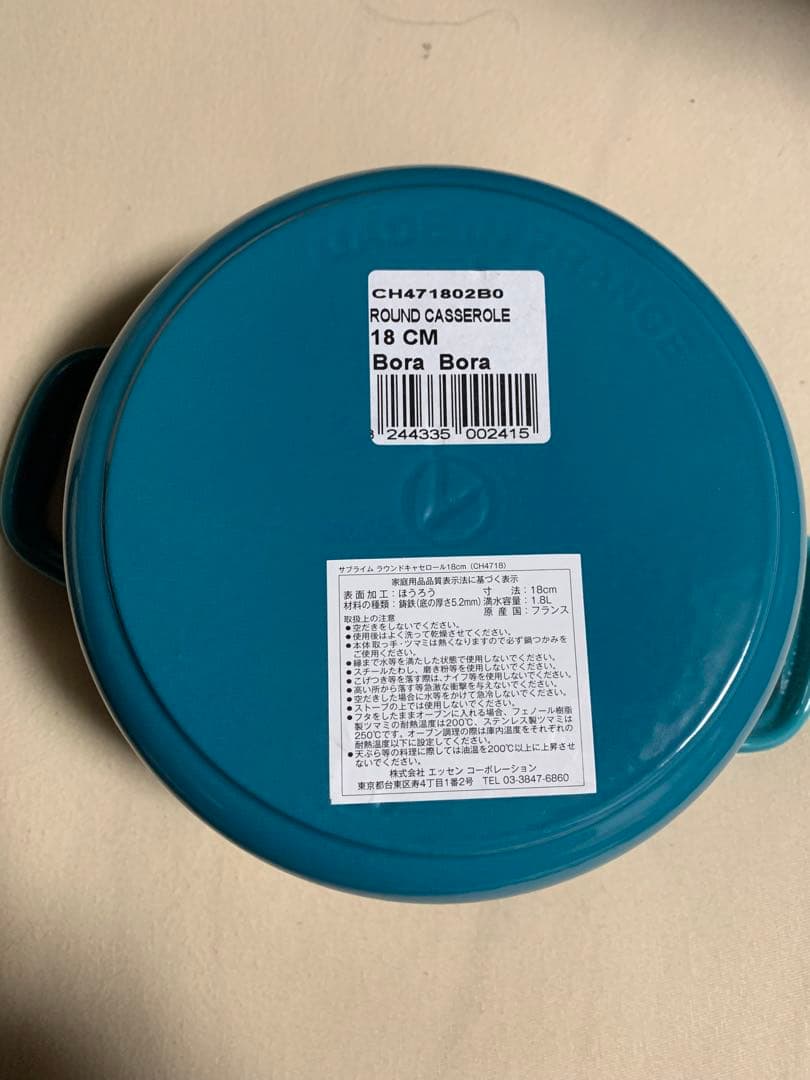 MADE IN FRANCE
CH471802B0
ROUND CASSEROLE
18 CM
Bora Bora
244335 002415
サブライム ラウンドキャセロール18cm (CH4718)
家庭用品品質表示法に基づく表示
表面加工：ほうろう 寸 法：18cm
材料の種類：鋳鉄(底の厚さ5.2mm) 満水容量：1.8L
原産国：フランス
取扱上の注意
●空だきをしないでください。
●使用後はよく洗って乾燥させてください。
●本体取っ手・ツマミは熱くなりますので必ず鍋つかみを
ご使用ください。
●縁まで水等を満たした状態で使用しないでください。
●スチールたわし、磨き粉等を使用しないでください。
●こげつき等を落す際は、ナイフ等を使用しないでください。
●高い所から落す等急激な衝撃を与えないでください。
●空だきした場合に水等をかけて急冷しないでください。
●ストーブの上では使用しないでください。
●フタをしたままオーブンに入れる場合、フェノール樹脂
製ツマミの耐熱温度は200℃、ステンレス製ツマミは
250℃です。オーブン調理の際は庫内温度をそれぞれの
耐熱温度以下に設定してください。
●天ぷら等の料理に際しては油温を200℃以上に上昇させ
ないでください。
株式会社 エッセン コーポレーション
東京都台東区寿4丁目1番2号 TEL 03-3847-6860